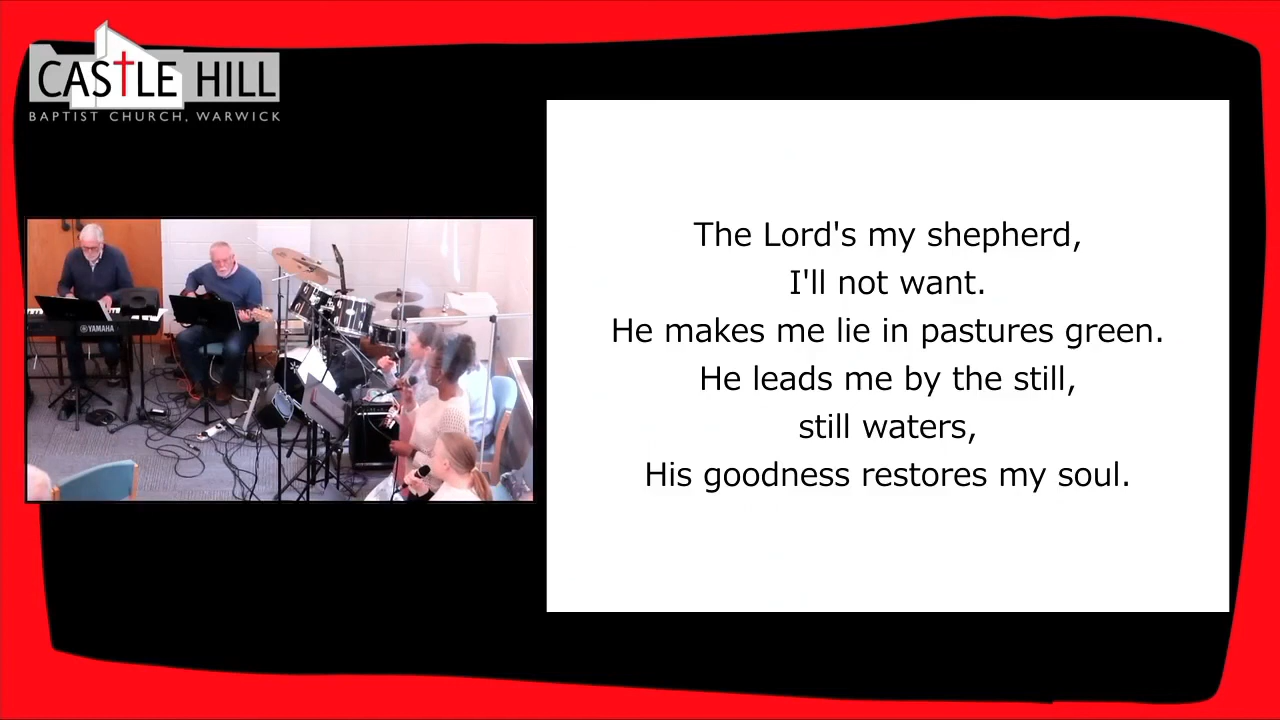 CASTLE HILL
BAPTIST CHURCH, WARWICK
YAMAHA
The Lord's my shepherd,
I'll not want.
He makes me lie in pastures green.
He leads me by the still,
still waters,
His goodness restores my soul.